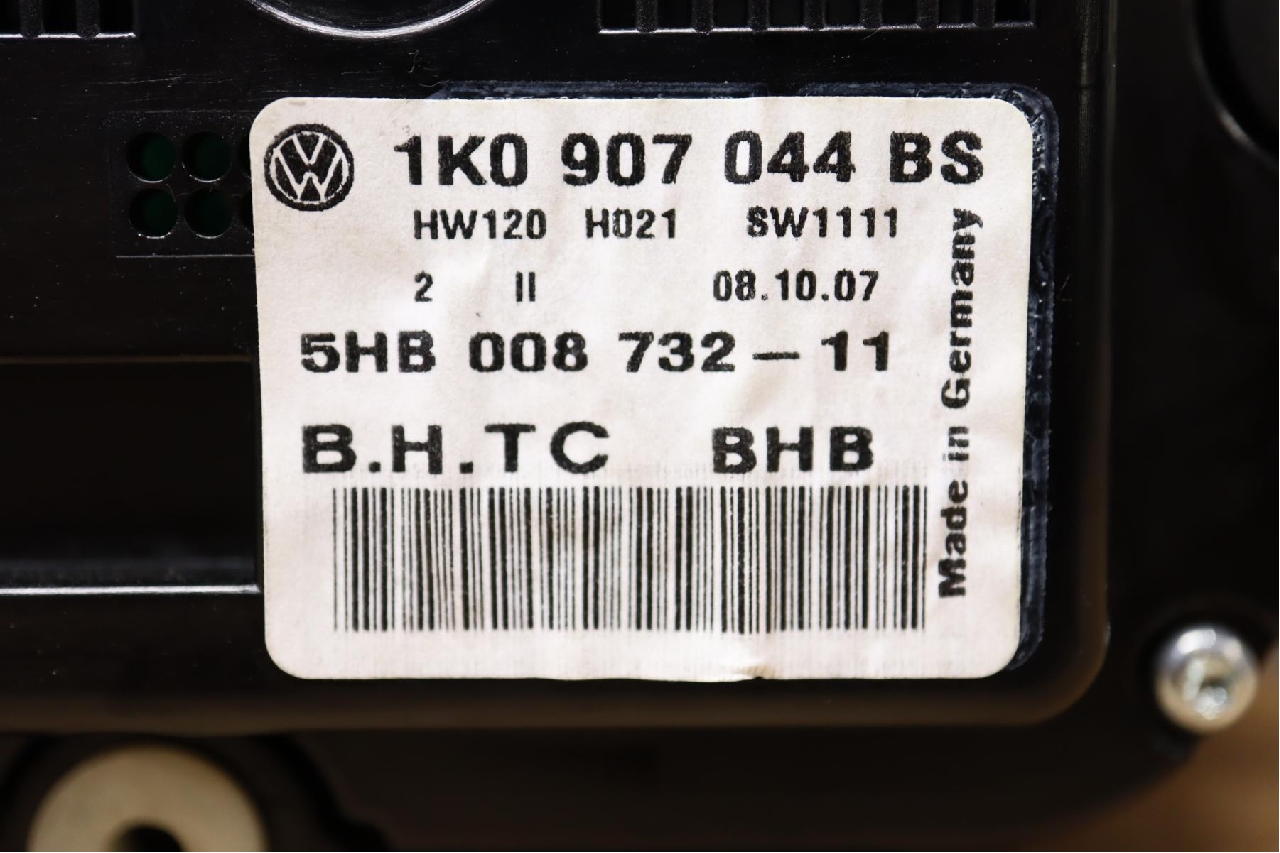 1K0 907 044 BS
HW120 H021 SW1111
2 II 08.10.07
5HB 008 732-11
B.H.TC BHB
Made in Germany